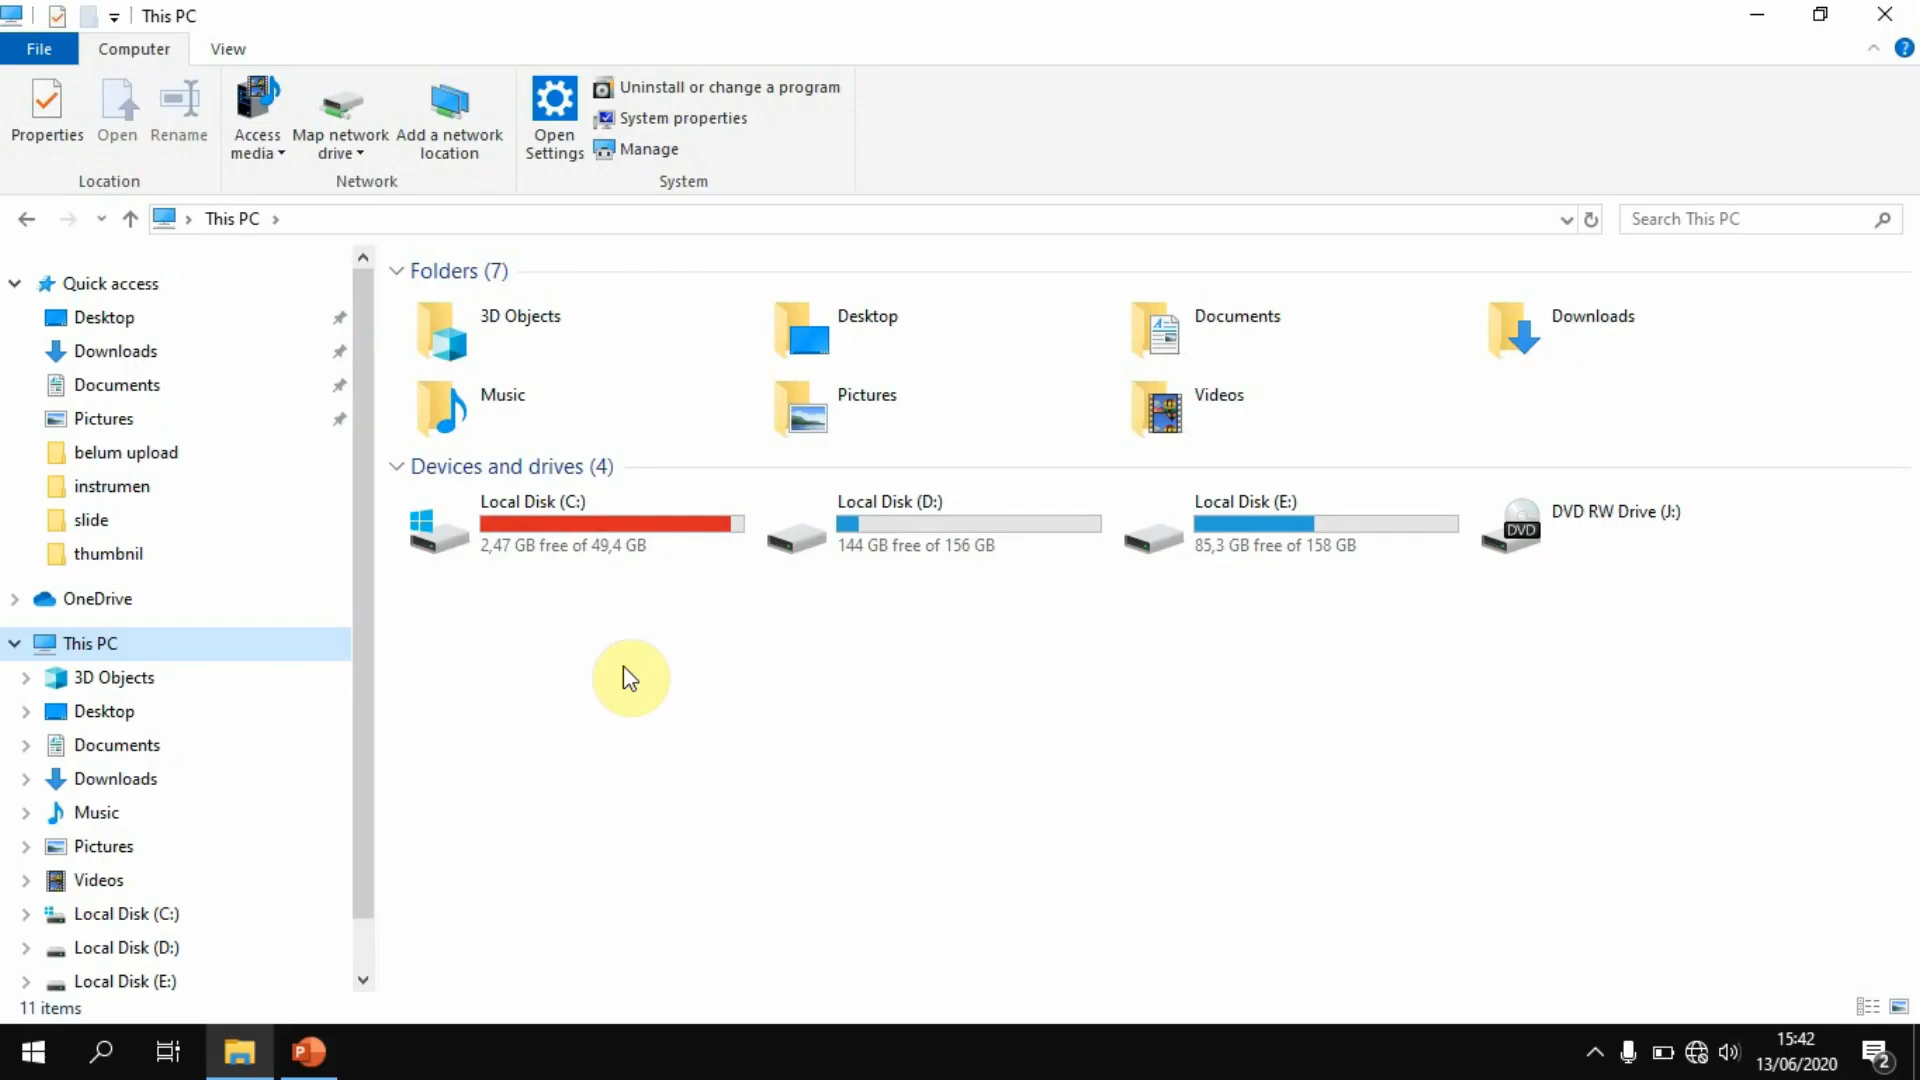 This PC
File
Computer
View
Properties
Open
Rename
Access media
Map network drive
Add a network location
Open Settings
Uninstall or change a program
System properties
Manage
Location
Network
System
This PC
Search This PC
Quick access
Desktop
Downloads
Documents
Pictures
belum upload
instrumen
slide
thumbnil
OneDrive
This PC
3D Objects
Desktop
Documents
Downloads
Music
Pictures
Videos
Local Disk (C:)
Local Disk (D:)
Local Disk (E:)
Folders (7)
3D Objects
Desktop
Documents
Downloads
Music
Pictures
Videos
Devices and drives (4)
Local Disk (C:)
2,47 GB free of 49,4 GB
Local Disk (D:)
144 GB free of 156 GB
Local Disk (E:)
85,3 GB free of 158 GB
DVD RW Drive (J:)
DVD
11 items
15:42
13/06/2020
2